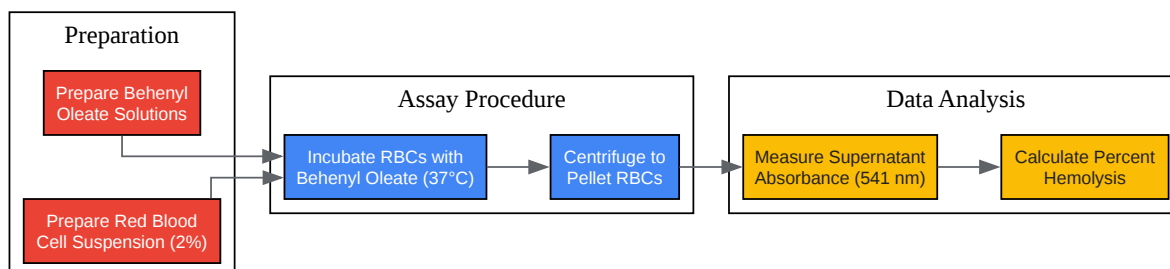 Preparation
Prepare Behenyl
Oleate Solutions
Prepare Red Blood
Cell Suspension (2%)
Assay Procedure
Incubate RBCs with
Behenyl Oleate (37°C)
Centrifuge to
Pellet RBCs
Data Analysis
Measure Supernatant
Absorbance (541 nm)
Calculate Percent
Hemolysis